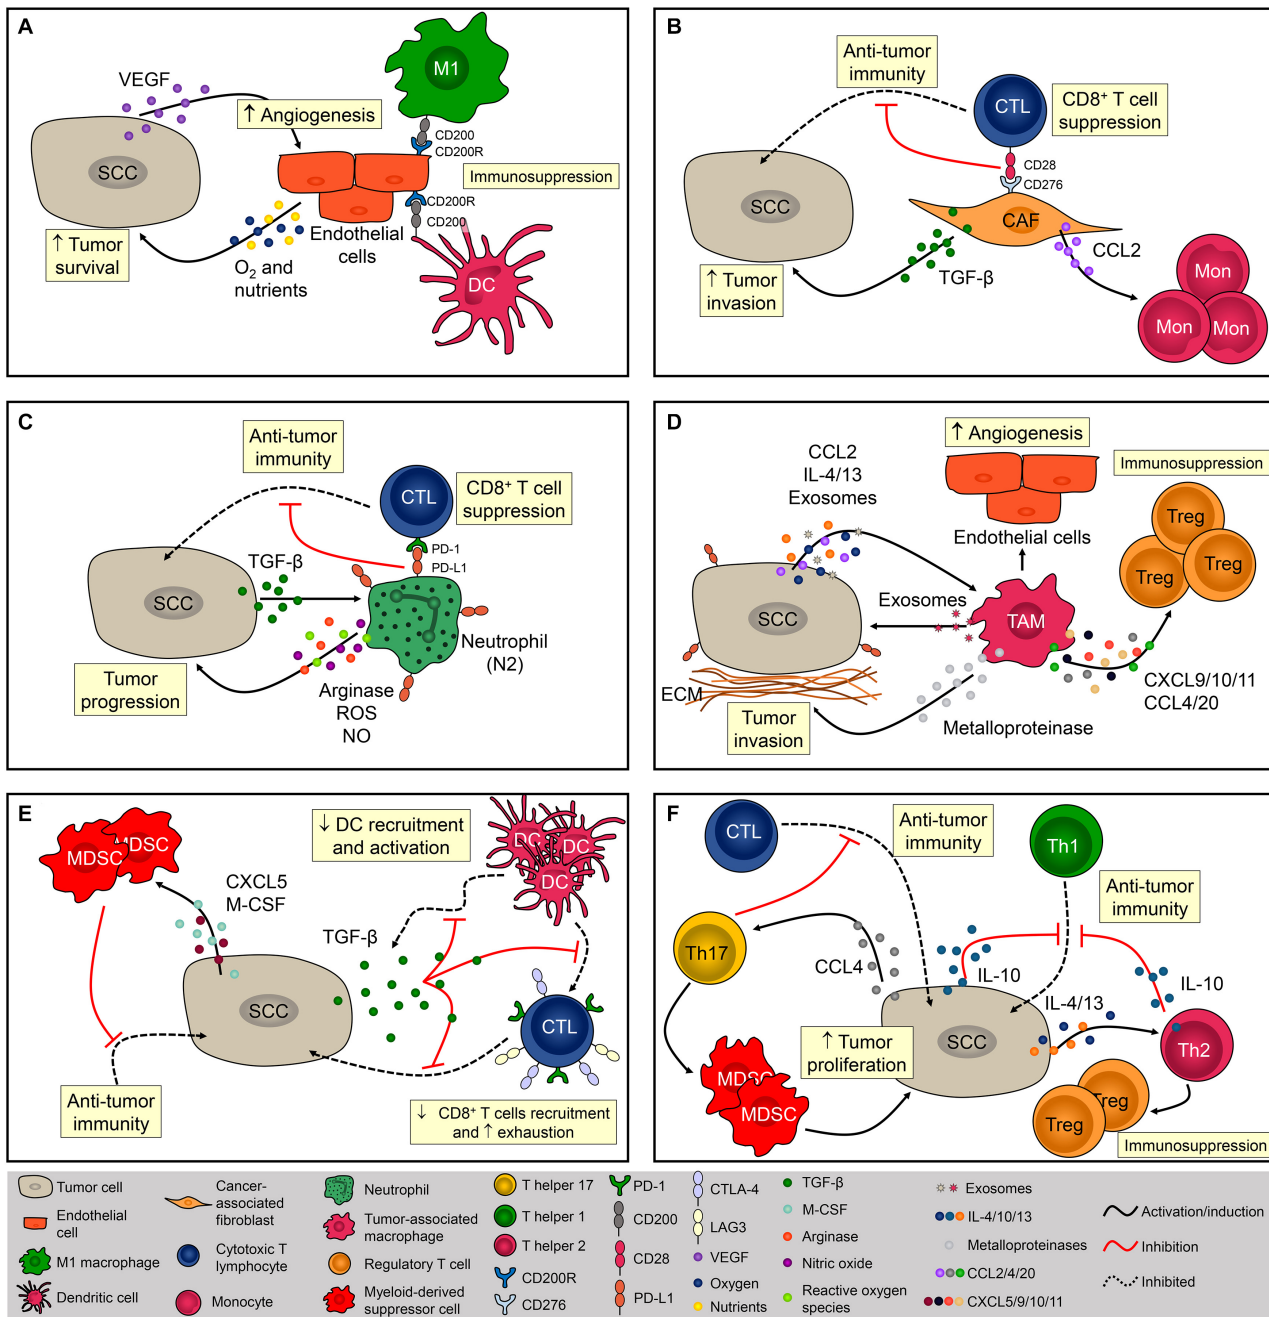 A
VEGF
↑ Angiogenesis
M1
CD200
CD200R
Immunosuppression
CD200R
CD200
SCC
Endothelial
cells
DC
↑ Tumor
survival
O2 and
nutrients
B
Anti-tumor
immunity
CTL
CD8+ T cell
suppression
CD28
CD276
SCC
CAF
CCL2
TGF-β
↑ Tumor
invasion
Mon
Mon
Mon
C
Anti-tumor
immunity
CTL
CD8+ T cell
suppression
PD-1
PD-L1
TGF-β
SCC
Neutrophil
(N2)
Tumor
progression
Arginase
ROS
NO
D
↑ Angiogenesis
CCL2
IL-4/13
Exosomes
Immunosuppression
Endothelial cells
Treg
Treg
Treg
Exosomes
SCC
TAM
ECM
CXCL9/10/11
CCL4/20
Tumor
invasion
Metalloproteinase
E
↓ DC recruitment
and activation
DC
DC
DC
MDSC
MDSC
CXCL5
M-CSF
TGF-β
SCC
CTL
Anti-tumor
immunity
↓ CD8+ T cells recruitment
and ↑ exhaustion
F
CTL
Anti-tumor
immunity
Th1
Anti-tumor
immunity
Th17
CCL4
IL-10
IL-10
IL-4/13
SCC
Th2
↑ Tumor
proliferation
MDSC
MDSC
Treg
Treg
Immunosuppression
Tumor cell
Endothelial
cell
M1 macrophage
Dendritic cell
Cancer-
associated
fibroblast
Cytotoxic T
lymphocyte
Monocyte
Neutrophil
Tumor-associated
macrophage
Regulatory T cell
Myeloid-derived
suppressor cell
T helper 17
T helper 1
T helper 2
CD200R
CD276
PD-1
CD200
CD28
PD-L1
CTLA-4
LAG3
VEGF
Oxygen
Nutrients
TGF-β
M-CSF
Arginase
Nitric oxide
Reactive oxygen
species
Exosomes
IL-4/10/13
Metalloproteinases
CCL2/4/20
CXCL5/9/10/11
Activation/induction
Inhibition
Inhibited